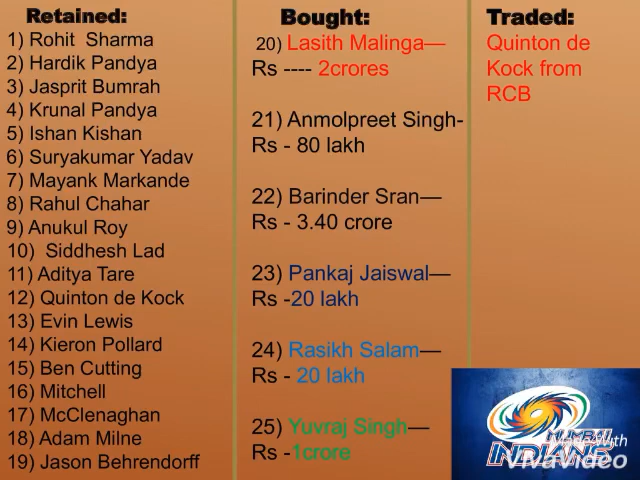 Retained:
1) Rohit Sharma
2) Hardik Pandya
3) Jasprit Bumrah
4) Krunal Pandya
5) Ishan Kishan
6) Suryakumar Yadav
7) Mayank Markande
8) Rahul Chahar
9) Anukul Roy
10) Siddhesh Lad
11) Aditya Tare
12) Quinton de Kock
13) Evin Lewis
14) Kieron Pollard
15) Ben Cutting
16) Mitchell
17) McClenaghan
18) Adam Milne
19) Jason Behrendorff
Bought:
20) Lasith Malinga—
Rs ---- 2crores
21) Anmolpreet Singh-
Rs - 80 lakh
22) Barinder Sran—
Rs - 3.40 crore
23) Pankaj Jaiswal—
Rs -20 lakh
24) Rasikh Salam—
Rs - 20 lakh
25) Yuvraj Singh—
Rs -1crore
Traded:
Quinton de
Kock from
RCB
MUMBAI
INDIANS
Made With
VivaVideo